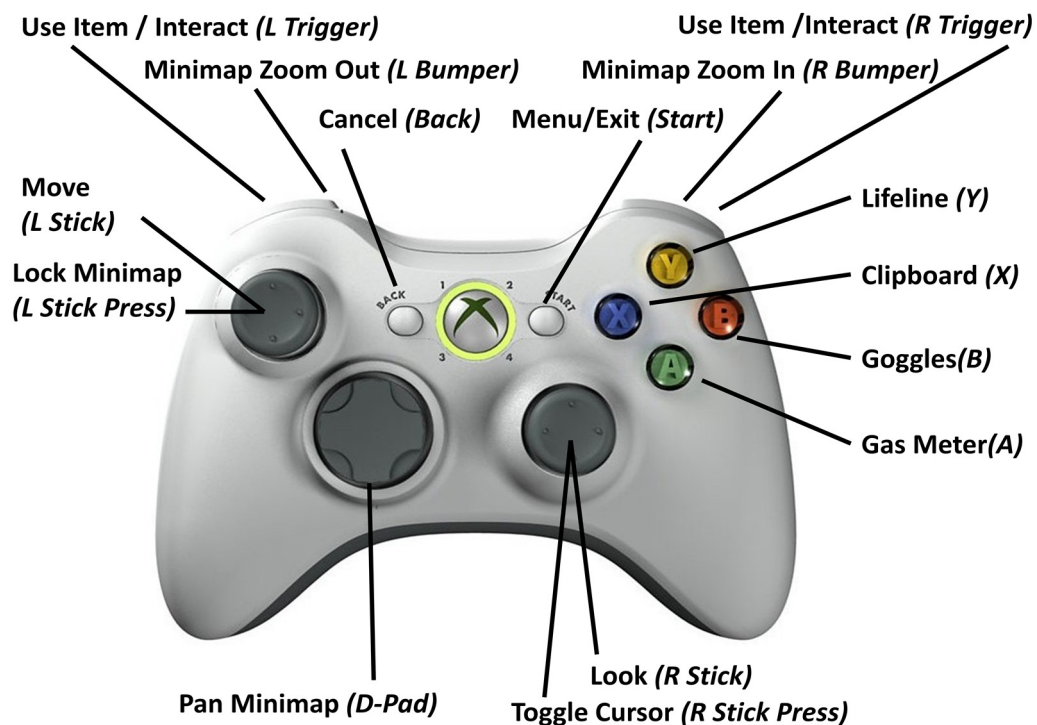 Use Item / Interact (L Trigger)
Use Item /Interact (R Trigger)
Minimap Zoom Out (L Bumper)
Minimap Zoom In (R Bumper)
Cancel (Back)
Menu/Exit (Start)
Move
(L Stick)
Lifeline (Y)
Lock Minimap
(L Stick Press)
Clipboard (X)
Goggles(B)
Gas Meter(A)
BACK
1
2
3
4
Y
X
B
A
Look (R Stick)
Pan Minimap (D-Pad)
Toggle Cursor (R Stick Press)